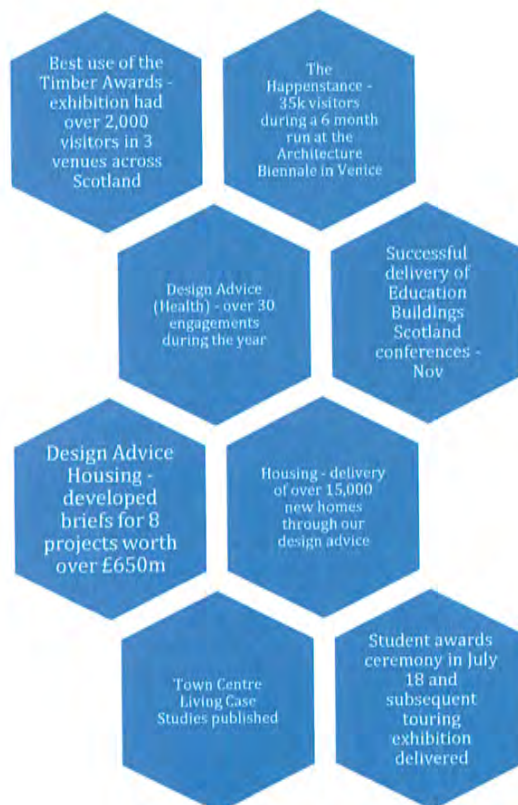 Best use of the
Timber Awards -
exhibition had
over 2,000
visitors in 3
venues across
Scotland
The
Happenstance -
35k visitors
during a 6 month
run at the
Architecture
Biennale in Venice
Design Advice
(Health) - over 30
engagements
during the year
Successful
delivery of
Education
Buildings
Scotland
conferences -
Nov
Design Advice
Housing -
developed
briefs for 8
projects worth
over £650m
Housing - delivery
of over 15,000
new homes
through our
design advice
Town Centre
Living Case
Studies published
Student awards
ceremony in July
18 and
subsequent
touring
exhibition
delivered